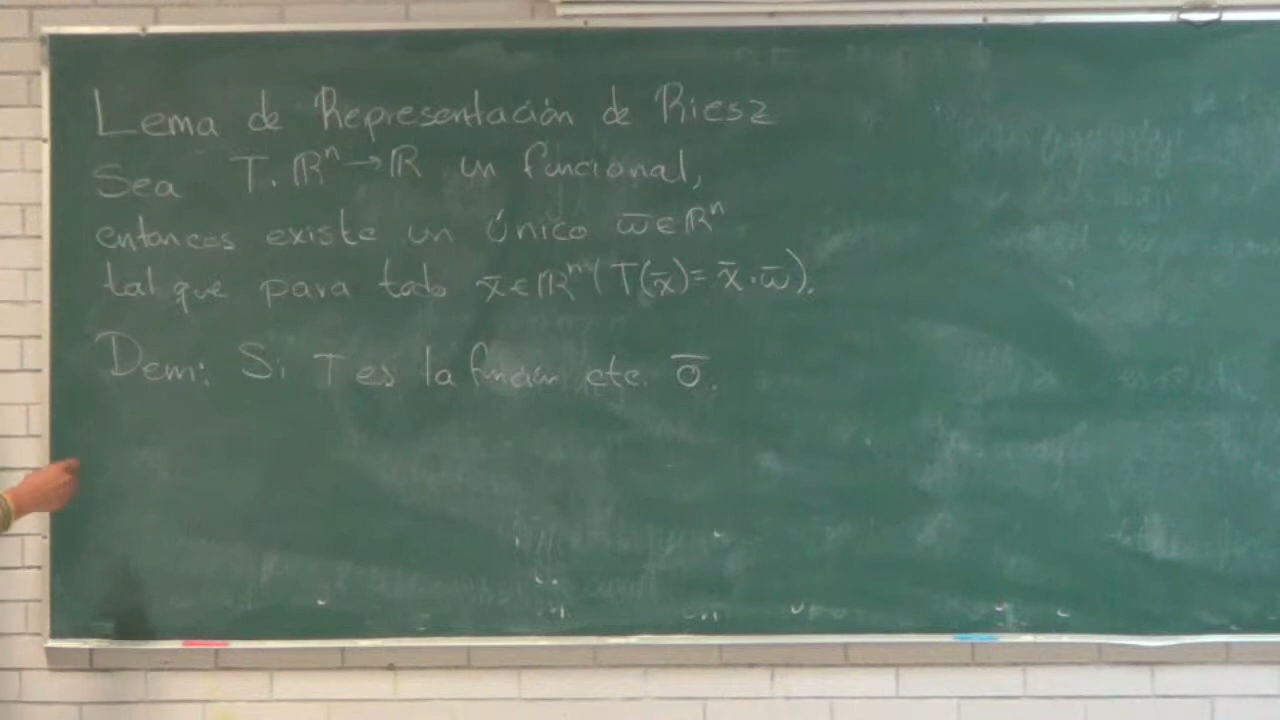 Lema de Representación de Riesz
Sea T: ℝⁿ → ℝ un funcional,
entonces existe un único w̄ ∈ ℝⁿ
tal que para todo x̄ ∈ ℝⁿ (T(x̄) = x̄ · w̄).
Dem: Si T es la función cte. 0̄.